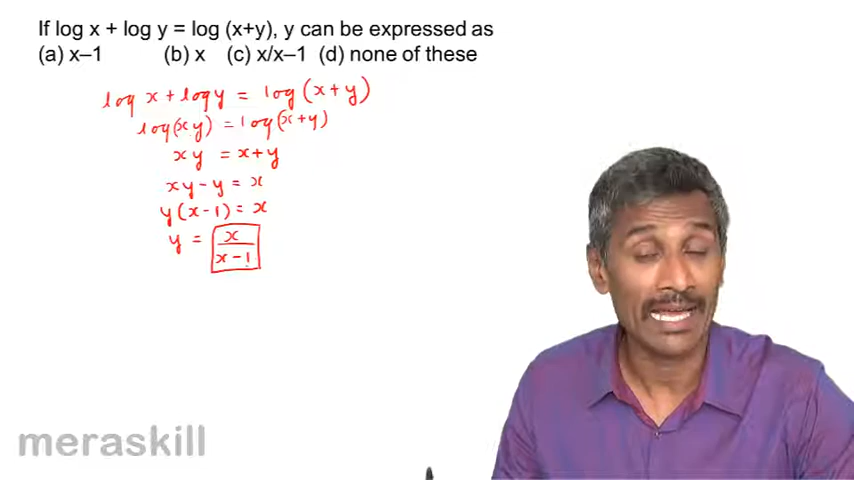 If log x + log y = log (x+y), y can be expressed as
(a) x–1 (b) x (c) x/x–1 (d) none of these
log x + log y = log (x + y)
log(xy) = log(x+y)
xy = x+y
xy - y = x
y(x-1) = x
y = x
x-1
meraskill